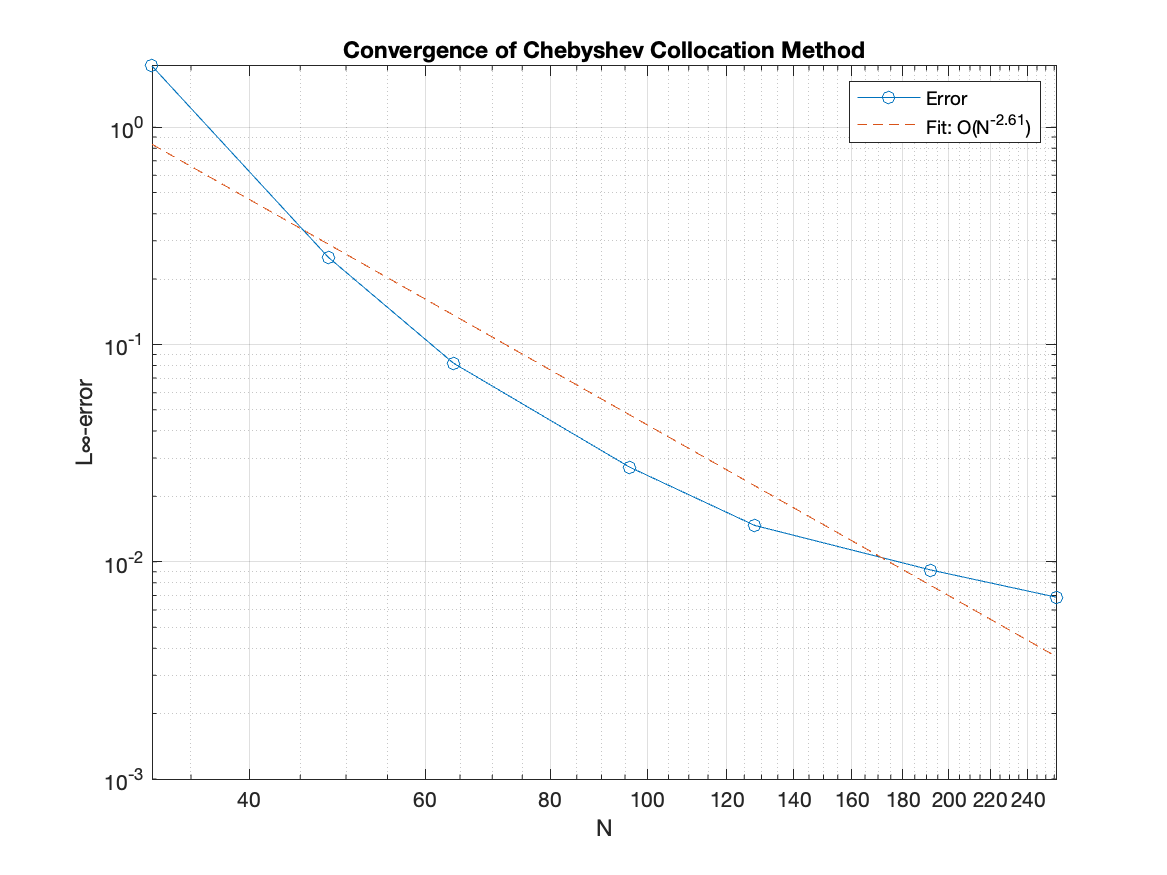 Convergence of Chebyshev Collocation Method
Error
Fit: O(N^-2.61)
10^0
10^-1
10^-2
10^-3
L∞-error
40 60 80 100 120 140 160 180 200 220 240
N